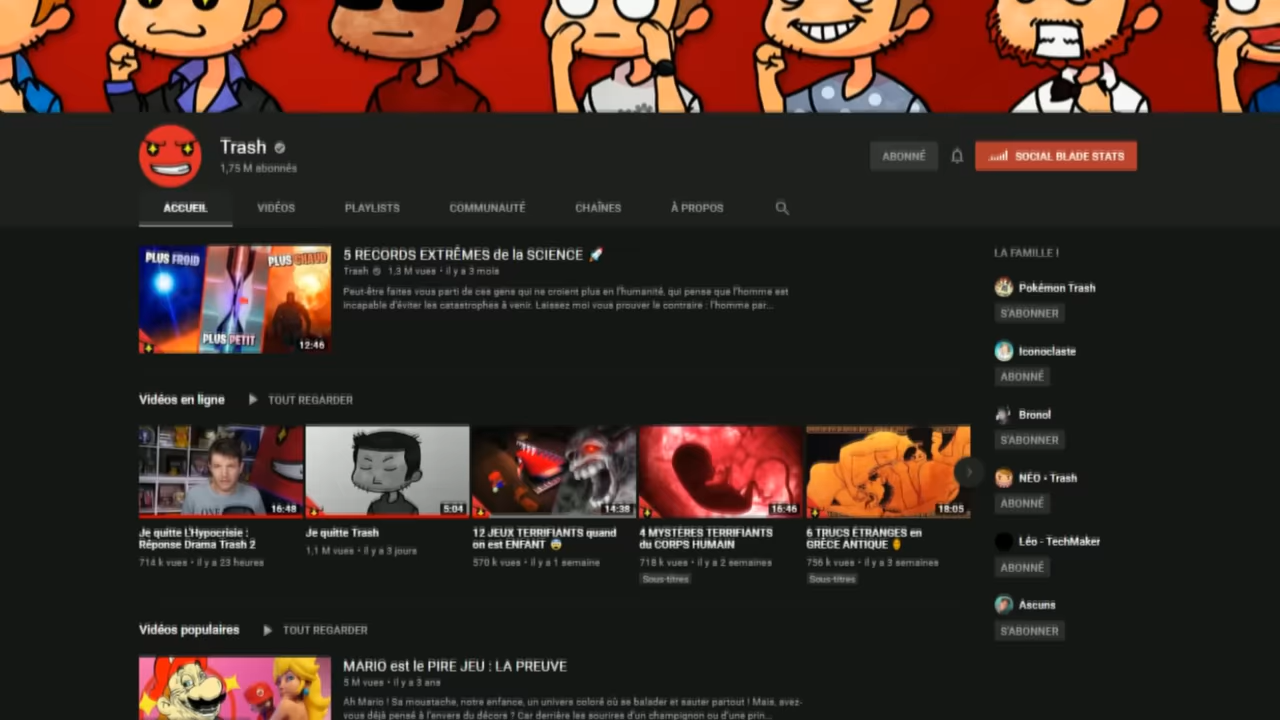 Trash
1,75 M abonnés
ABONNÉ
SOCIAL BLADE STATS
ACCUEIL
VIDÉOS
PLAYLISTS
COMMUNAUTÉ
CHAÎNES
À PROPOS
PLUS FROID
PLUS CHAUD
PLUS PETIT
12:46
5 RECORDS EXTRÊMES de la SCIENCE 🚀
Trash 1,3 M vues • il y a 3 mois
Peut-être faites vous parti de ces gens qui ne croient plus en l'humanité, qui pense que l'homme est
incapable d'éviter les catastrophes à venir. Laissez moi vous prouver le contraire : l'homme par...
Vidéos en ligne
TOUT REGARDER
16:48
Je quitte L'Hypocrisie :
Réponse Drama Trash 2
714 k vues • il y a 23 heures
5:04
Je quitte Trash
1,1 M vues • il y a 3 jours
14:38
12 JEUX TERRIFIANTS quand
on est ENFANT 😨
570 k vues • il y a 1 semaine
16:46
4 MYSTÈRES TERRIFIANTS
du CORPS HUMAIN
718 k vues • il y a 2 semaines
Sous-titres
18:05
6 TRUCS ÉTRANGES en
GRÈCE ANTIQUE
756 k vues • il y a 3 semaines
Sous-titres
Vidéos populaires
TOUT REGARDER
MARIO est le PIRE JEU : LA PREUVE
5 M vues • il y a 3 ans
Ah Mario ! Sa moustache, notre enfance, un univers coloré où se balader et sauter partout ! Mais, avez-
vous déjà pensé à l'envers du décors ? Car derrière les sourires d'un champignon ou d'une prin...
LA FAMILLE !
Pokémon Trash
S'ABONNER
Iconoclaste
ABONNÉ
Bronol
S'ABONNER
NÉO • Trash
ABONNÉ
Léo - TechMaker
ABONNÉ
Ascuns
S'ABONNER